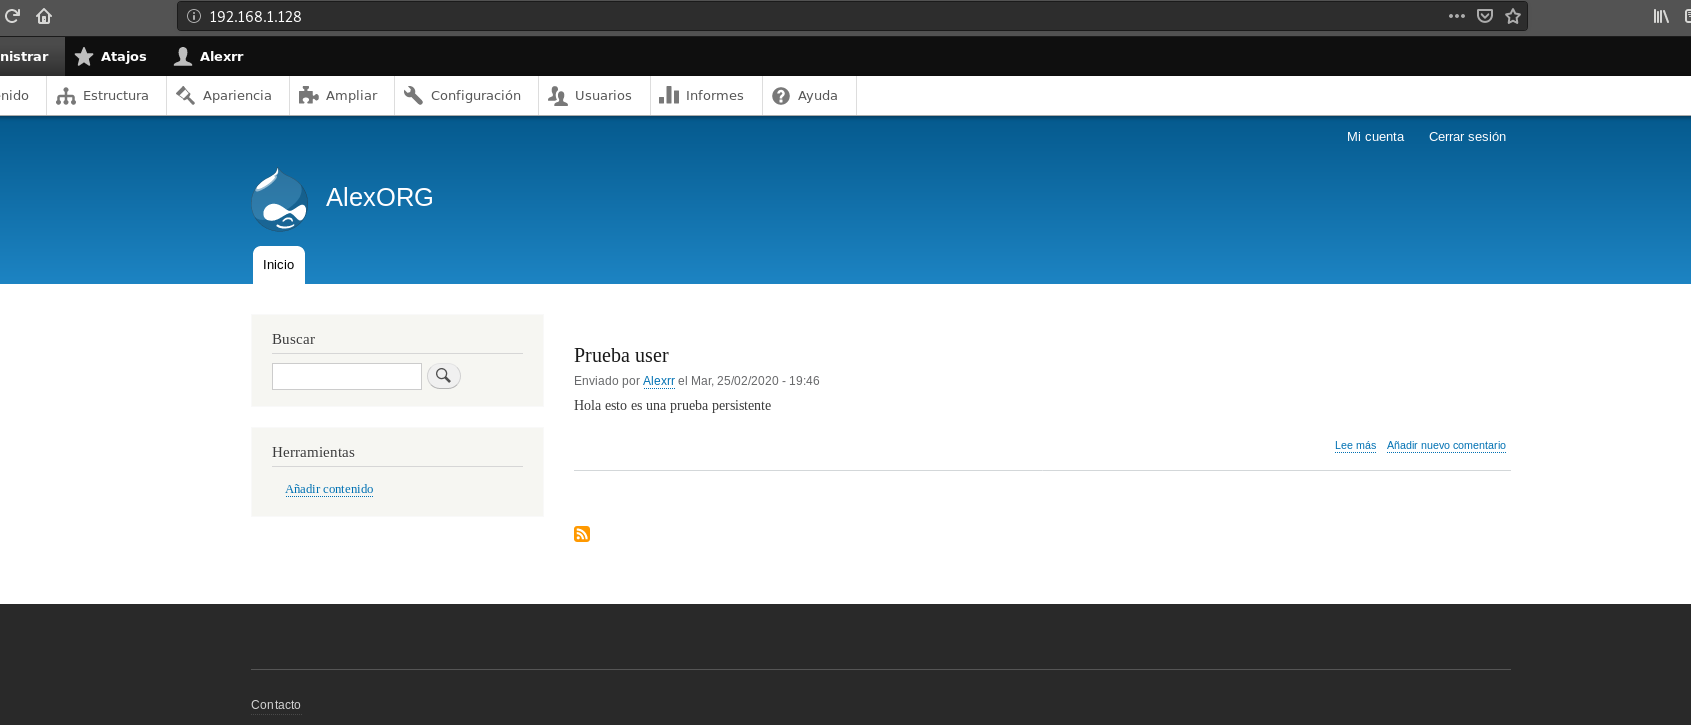 192.168.1.128
nistrar Atajos Alexrr
nido Estructura Apariencia Ampliar Configuración Usuarios Informes Ayuda
Mi cuenta Cerrar sesión
AlexORG
Inicio
Buscar
Herramientas
Añadir contenido
Prueba user
Enviado por Alexrr el Mar, 25/02/2020 - 19:46
Hola esto es una prueba persistente
Lee más Añadir nuevo comentario
Contacto